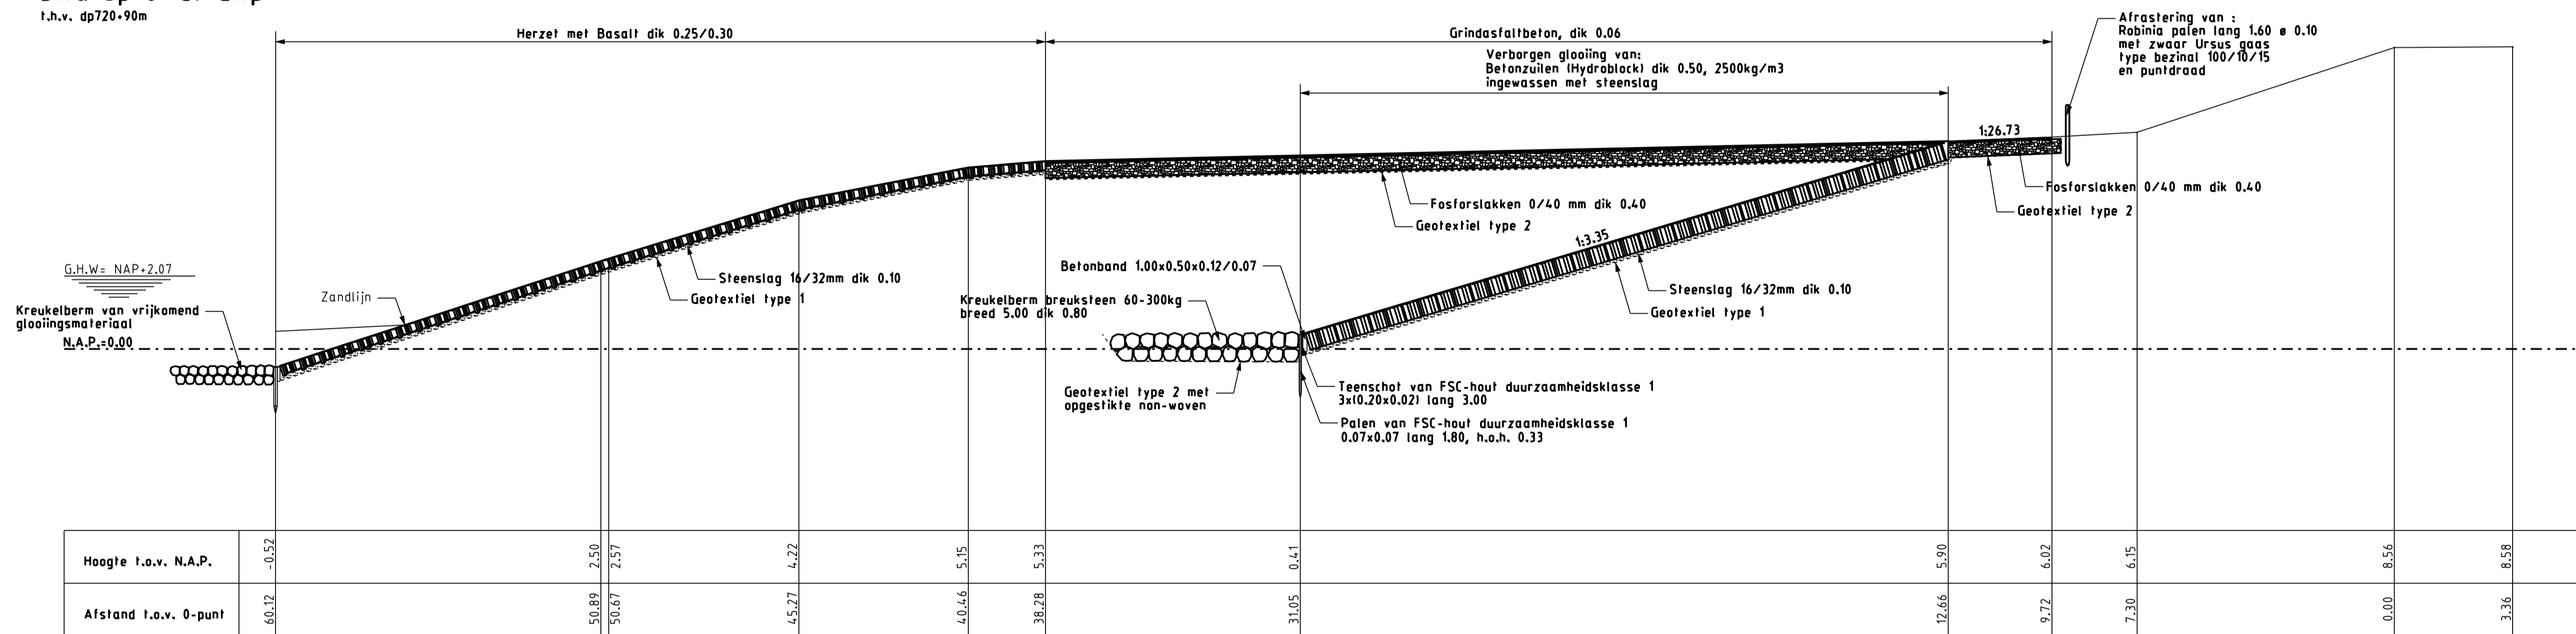 t.h.v. dp720+90m
Herzet met Basalt dik 0.25/0.30
Grindasfaltbeton, dik 0.06
Verborgen glooiing van:
Betonzuilen (Hydroblock) dik 0.50, 2500kg/m3
ingewassen met steenslag
Afrastering van :
Robinia palen lang 1.60 ø 0.10
met zwaar Ursus gaas
type bezinal 100/10/15
en puntdraad
1:26.73
Fosforslakken 0/40 mm dik 0.40
Geotextiel type 2
Fosforslakken 0/40 mm dik 0.40
Geotextiel type 2
1:3.35
G.H.W= NAP+2.07
Zandlijn
Steenslag 16/32mm dik 0.10
Geotextiel type 1
Betonband 1.00x0.50x0.12/0.07
Kreukelberm breuksteen 60-300kg
breed 5.00 dik 0.80
Steenslag 16/32mm dik 0.10
Geotextiel type 1
Kreukelberm van vrijkomend
glooiingsmateriaal
N.A.P.=0.00
Geotextiel type 2 met
opgestikte non-woven
Teenschot van FSC-hout duurzaamheidsklasse 1
3x(0.20x0.02) lang 3.00
Palen van FSC-hout duurzaamheidsklasse 1
0.07x0.07 lang 1.80, h.o.h. 0.33
Hoogte t.o.v. N.A.P. -0.52 2.50 2.57 4.22 5.15 5.33 0.41 5.90 6.02 6.15 8.56 8.58
Afstand t.o.v. 0-punt 60.12 50.89 50.67 45.27 40.46 38.28 31.05 12.66 9.72 7.30 0.00 3.36